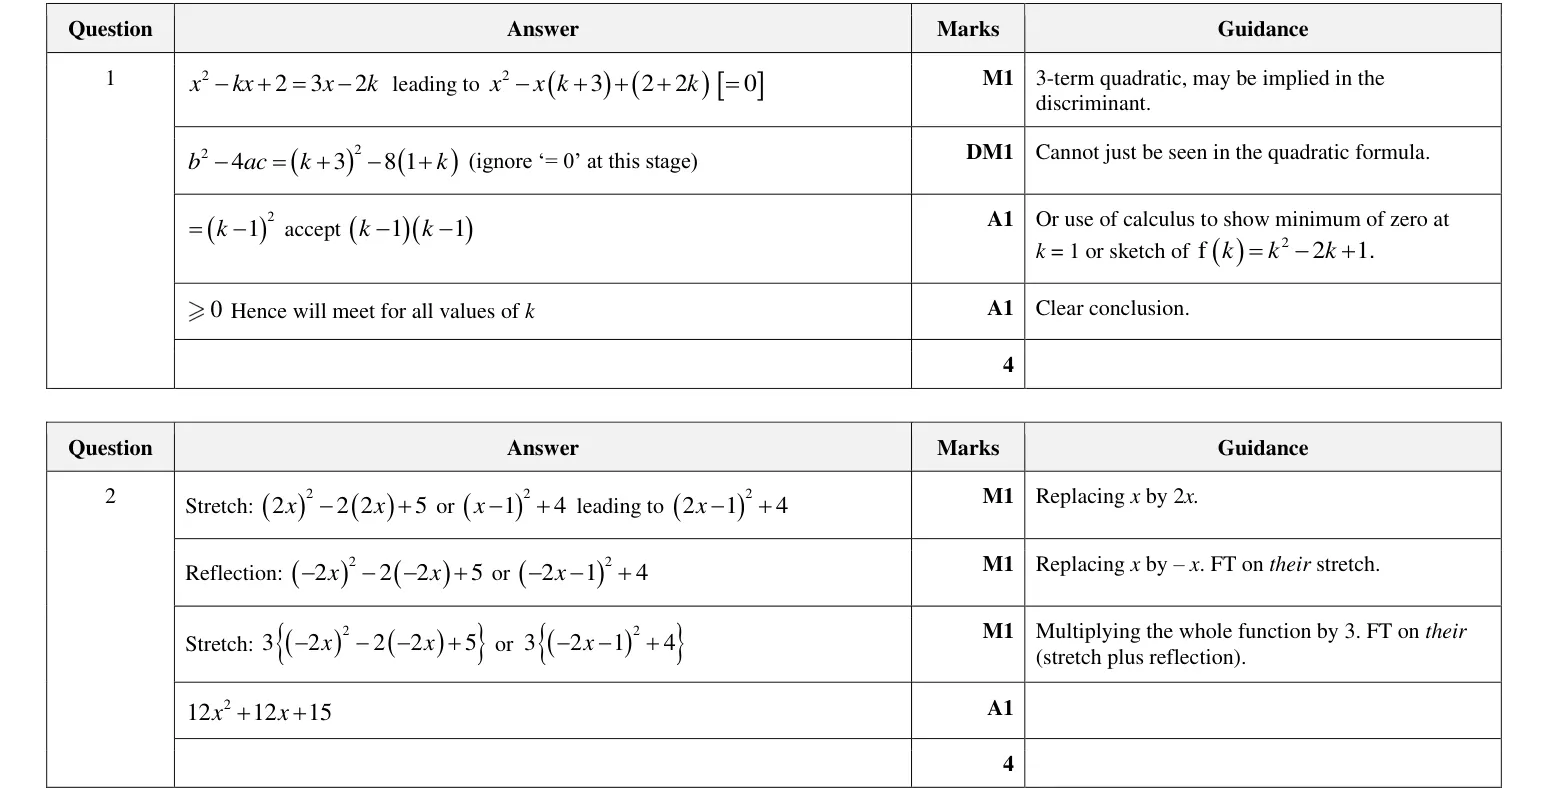 Question Answer Marks Guidance
1 x² − kx + 2 = 3x − 2k leading to x² − x(k + 3) + (2 + 2k) [= 0] M1 3-term quadratic, may be implied in the
discriminant.
b² − 4ac = (k + 3)² − 8(1 + k) (ignore ‘= 0’ at this stage) DM1 Cannot just be seen in the quadratic formula.
= (k − 1)² accept (k − 1)(k − 1) A1 Or use of calculus to show minimum of zero at
k = 1 or sketch of f(k) = k² − 2k + 1.
⩾ 0 Hence will meet for all values of k A1 Clear conclusion.
4
Question Answer Marks Guidance
2 Stretch: (2x)² − 2(2x) + 5 or (x − 1)² + 4 leading to (2x − 1)² + 4 M1 Replacing x by 2x.
Reflection: (−2x)² − 2(−2x) + 5 or (−2x − 1)² + 4 M1 Replacing x by – x. FT on their stretch.
Stretch: 3{(−2x)² − 2(−2x) + 5} or 3{(−2x − 1)² + 4} M1 Multiplying the whole function by 3. FT on their
(stretch plus reflection).
12x² + 12x + 15 A1
4